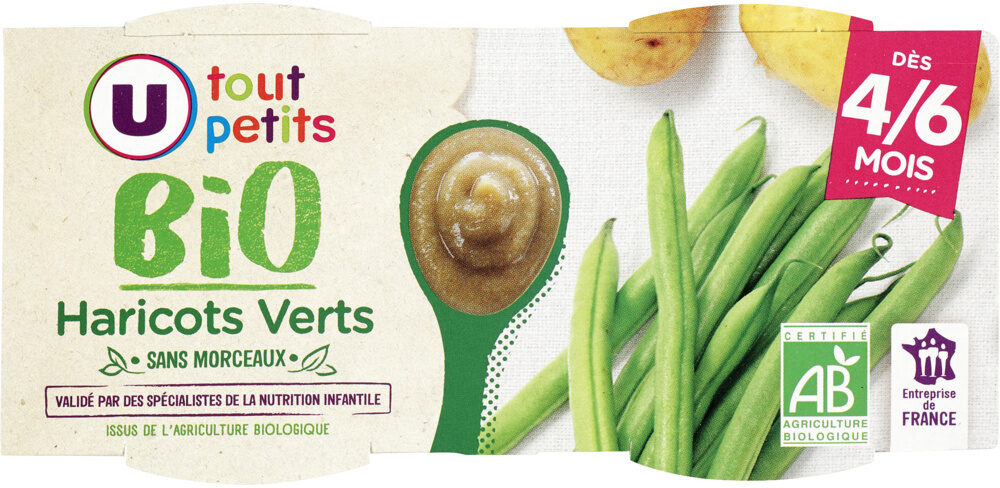 U
tout
petits
BiO
Haricots Verts
SANS MORCEAUX
VALIDÉ PAR DES SPÉCIALISTES DE LA NUTRITION INFANTILE
ISSUS DE L'AGRICULTURE BIOLOGIQUE
DÈS
4/6
MOIS
CERTIFIÉ
AB
AGRICULTURE
BIOLOGIQUE
Entreprise
de
FRANCE